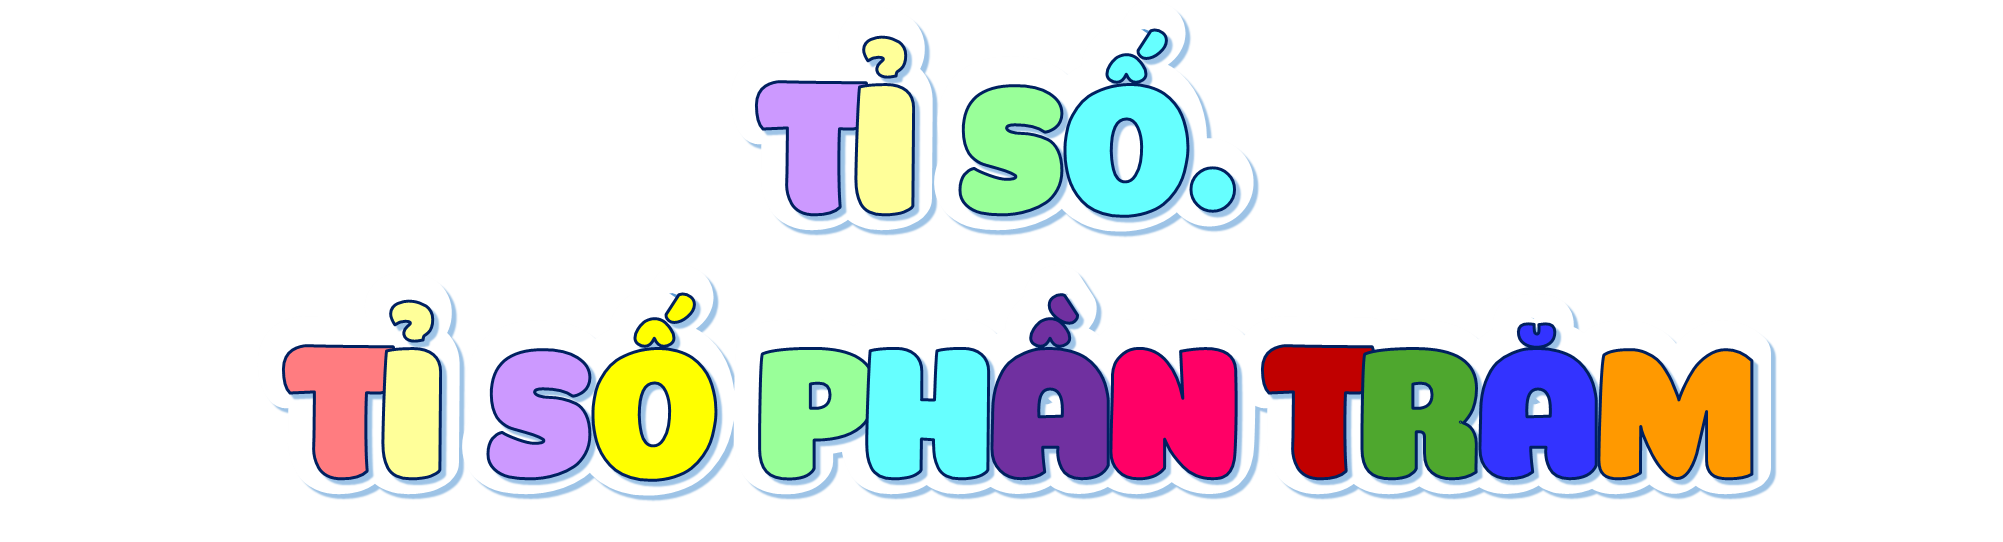 TỈ SỐ.
TỈ SỐ PHẦN TRĂM